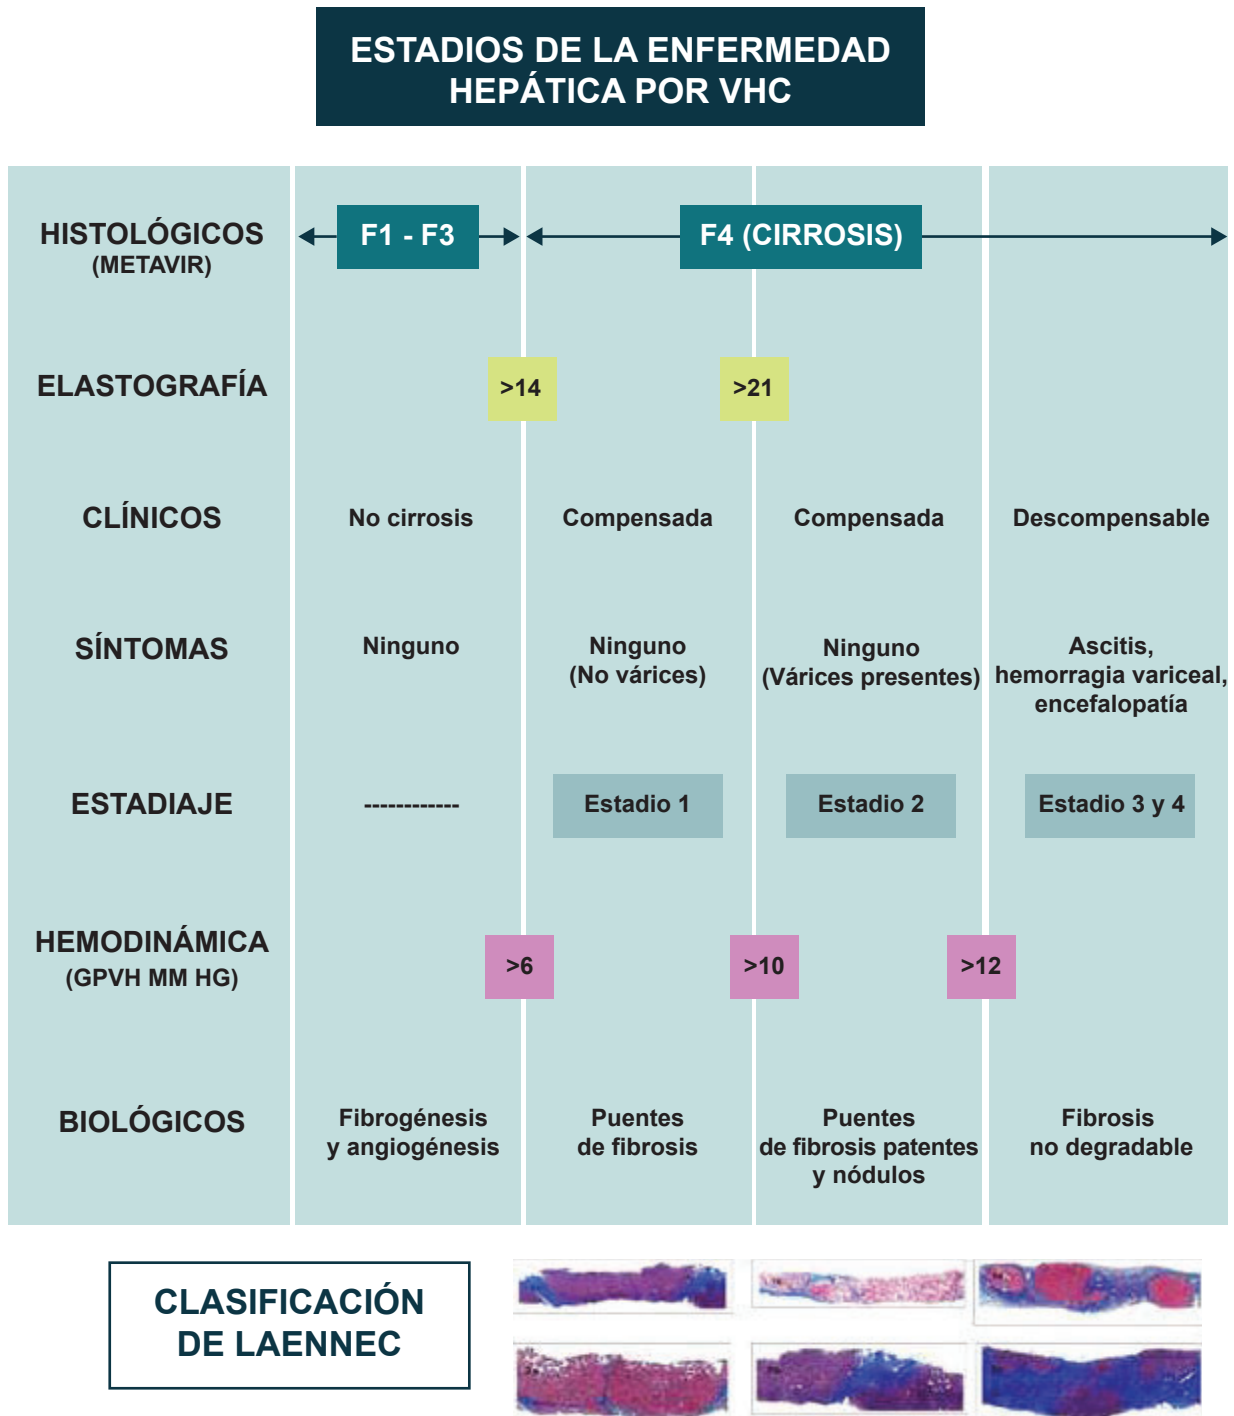 ESTADIOS DE LA ENFERMEDAD
HEPÁTICA POR VHC
HISTOLÓGICOS
(METAVIR)
F1 - F3
F4 (CIRROSIS)
ELASTOGRAFÍA
>14
>21
CLÍNICOS
No cirrosis
Compensada
Compensada
Descompensable
SÍNTOMAS
Ninguno
Ninguno
(No várices)
Ninguno
(Várices presentes)
Ascitis,
hemorragia variceal,
encefalopatía
ESTADIAJE
------------
Estadio 1
Estadio 2
Estadio 3 y 4
HEMODINÁMICA
(GPVH MM HG)
>6
>10
>12
BIOLÓGICOS
Fibrogénesis
y angiogénesis
Puentes
de fibrosis
Puentes
de fibrosis patentes
y nódulos
Fibrosis
no degradable
CLASIFICACIÓN
DE LAENNEC